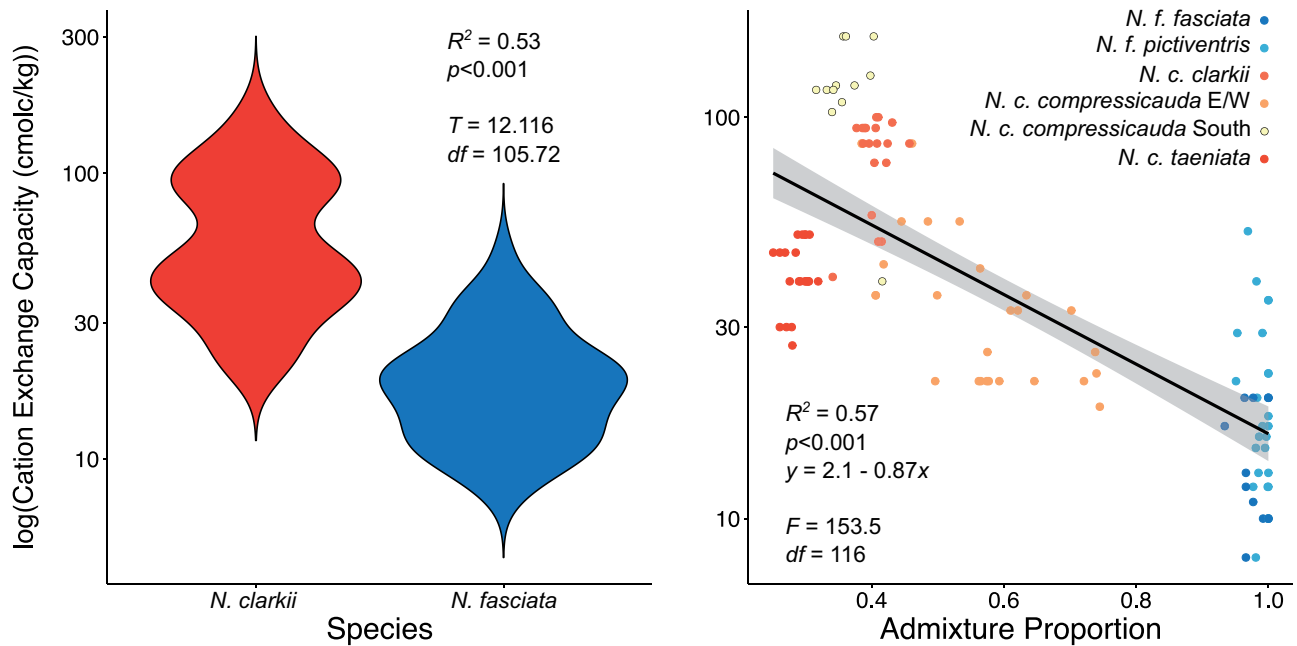 log(Cation Exchange Capacity (cmolc/kg))
300
100
30
10
R² = 0.53
p<0.001
T = 12.116
df = 105.72
N. clarkii
N. fasciata
Species
100
30
10
N. f. fasciata
N. f. pictiventris
N. c. clarkii
N. c. compressicauda E/W
N. c. compressicauda South
N. c. taeniata
R² = 0.57
p<0.001
y = 2.1 - 0.87x
F = 153.5
df = 116
0.4
0.6
0.8
1.0
Admixture Proportion